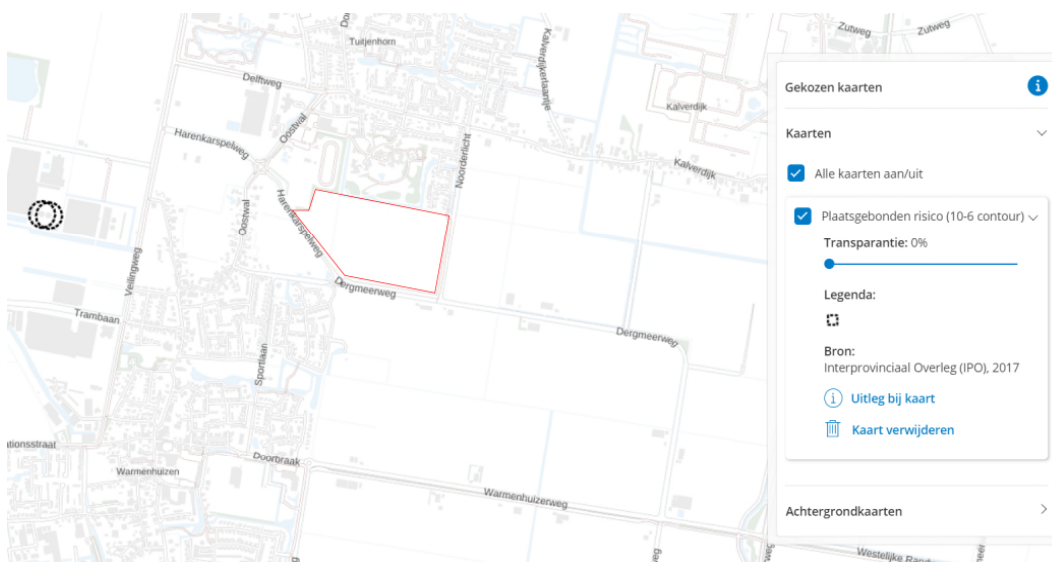 Zutweg
Zutweg
Tuitjenhorn
Kalverdijkerlaantje
Delftweg
Kalverdijk
Oostwal
Harenkarspelweg
Noorderlicht
Kalverdijk
Oostwal
Harenkarspelweg
Veilingweg
Dergmeerweg
Trambaan
Dergmeerweg
Sportlaan
ationsstraat
Doorbraak
Warmenhuizen
Warmenhuizerweg
Gekozen kaarten
Kaarten
Alle kaarten aan/uit
Plaatsgebonden risico (10-6 contour)
Transparantie: 0%
Legenda:
Bron:
Interprovinciaal Overleg (IPO), 2017
Uitleg bij kaart
Kaart verwijderen
Achtergrondkaarten
Westelijke Rand